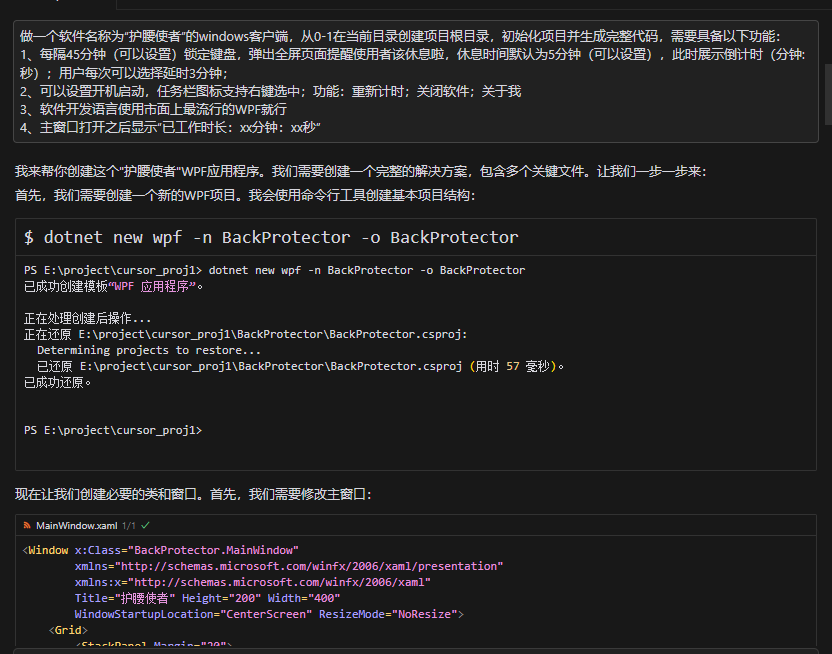 做一个软件名称为“护腰使者”的windows客户端，从0-1在当前目录创建项目根目录，初始化项目并生成完整代码，需要具备以下功能：
1、每隔45分钟（可以设置）锁定键盘，弹出全屏页面提醒使用者该休息啦，休息时间默认为5分钟（可以设置），此时展示倒计时（分钟:
秒）；用户每次可以选择延时3分钟；
2、可以设置开机启动，任务栏图标支持右键选中；功能：重新计时；关闭软件；关于我
3、软件开发语言使用市面上最流行的WPF就行
4、主窗口打开之后显示”已工作时长：xx分钟：xx秒“
我来帮你创建这个"护腰使者"WPF应用程序。我们需要创建一个完整的解决方案，包含多个关键文件。让我们一步一步来：
首先，我们需要创建一个新的WPF项目。我会使用命令行工具创建基本项目结构：
$ dotnet new wpf -n BackProtector -o BackProtector
PS E:\project\cursor_proj1> dotnet new wpf -n BackProtector -o BackProtector
已成功创建模板“WPF 应用程序”。
正在处理创建后操作...
正在还原 E:\project\cursor_proj1\BackProtector\BackProtector.csproj:
Determining projects to restore...
已还原 E:\project\cursor_proj1\BackProtector\BackProtector.csproj (用时 57 毫秒)。
已成功还原。
PS E:\project\cursor_proj1>
现在让我们创建必要的类和窗口。首先，我们需要修改主窗口：
MainWindow.xaml 1/1
<Window x:Class="BackProtector.MainWindow"
xmlns="http://schemas.microsoft.com/winfx/2006/xaml/presentation"
xmlns:x="http://schemas.microsoft.com/winfx/2006/xaml"
Title="护腰使者" Height="200" Width="400"
WindowStartupLocation="CenterScreen" ResizeMode="NoResize">
<Grid>
<StackPanel Margin="20">